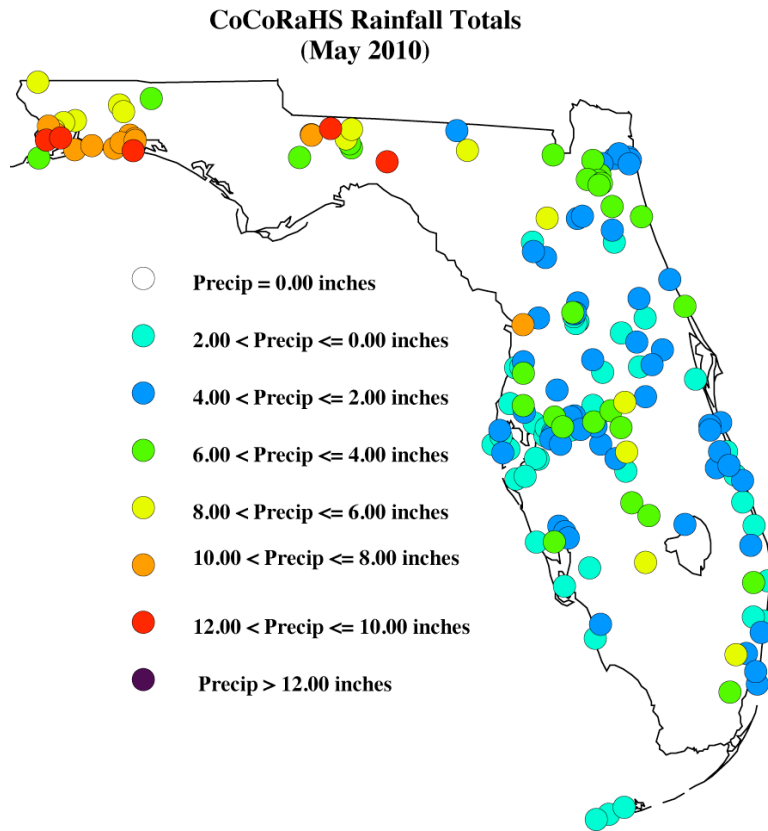 CoCoRaHS Rainfall Totals
(May 2010)
Precip = 0.00 inches
2.00 < Precip <= 0.00 inches
4.00 < Precip <= 2.00 inches
6.00 < Precip <= 4.00 inches
8.00 < Precip <= 6.00 inches
10.00 < Precip <= 8.00 inches
12.00 < Precip <= 10.00 inches
Precip > 12.00 inches